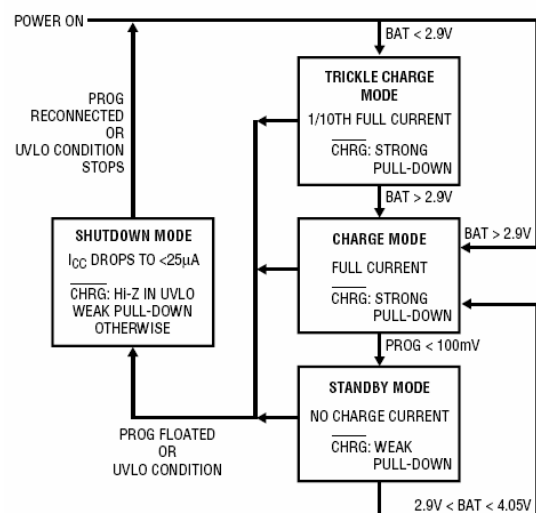 POWER ON
BAT < 2.9V
TRICKLE CHARGE
MODE
1/10TH FULL CURRENT
CHRG: STRONG
PULL-DOWN
PROG
RECONNECTED
OR
UVLO CONDITION
STOPS
BAT > 2.9V
SHUTDOWN MODE
ICC DROPS TO <25µA
CHRG: Hi-Z IN UVLO
WEAK PULL-DOWN
OTHERWISE
CHARGE MODE
FULL CURRENT
CHRG: STRONG
PULL-DOWN
BAT > 2.9V
PROG < 100mV
STANDBY MODE
NO CHARGE CURRENT
CHRG: WEAK
PULL-DOWN
PROG FLOATED
OR
UVLO CONDITION
2.9V < BAT < 4.05V